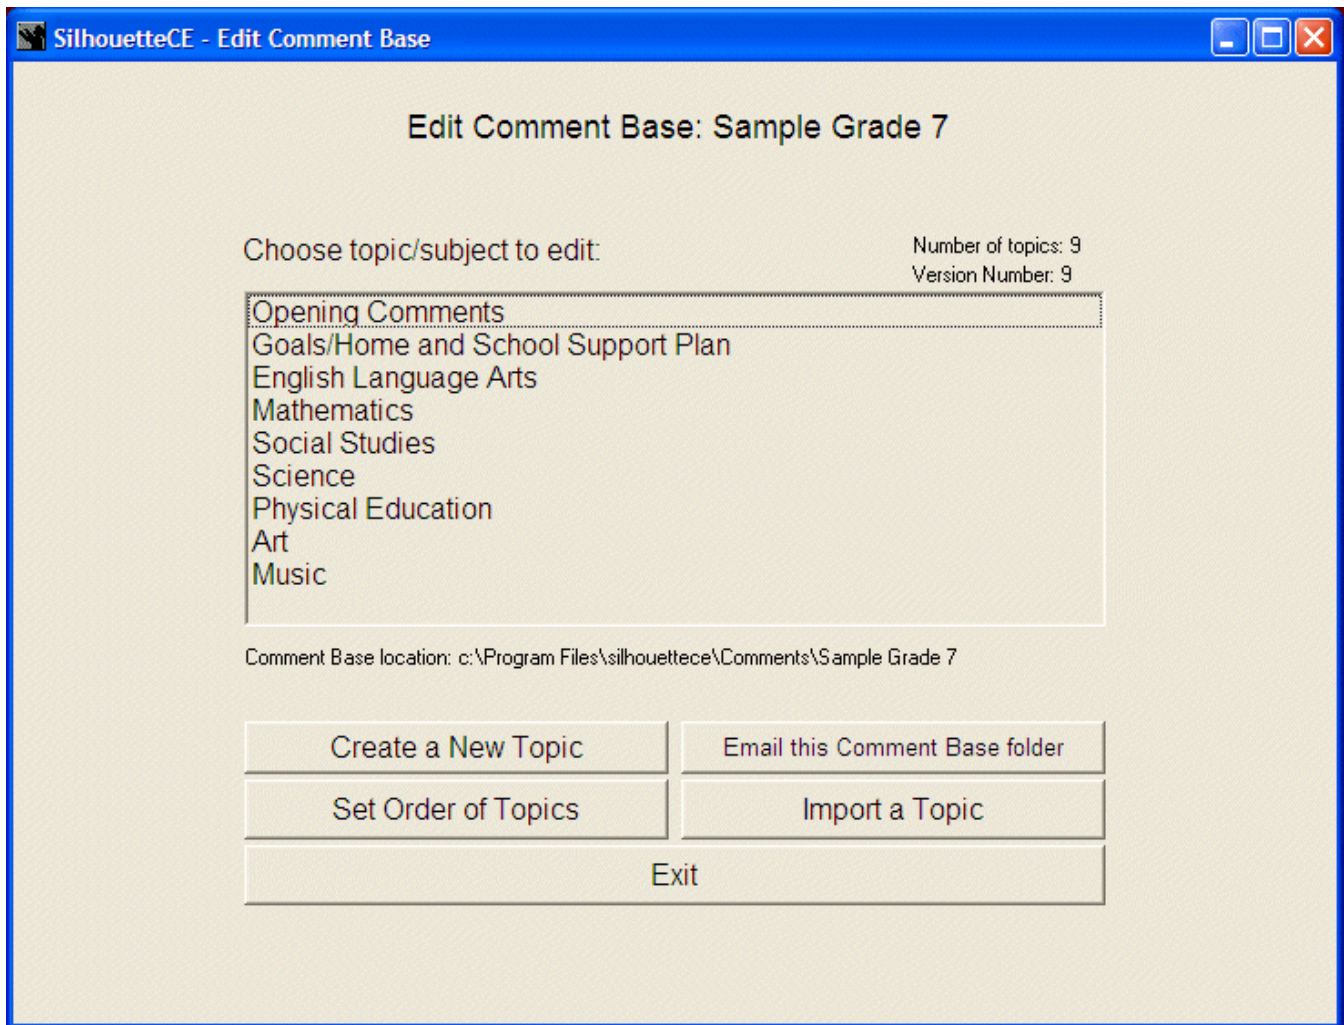 SilhouetteCE - Edit Comment Base
Edit Comment Base: Sample Grade 7
Choose topic/subject to edit:
Number of topics: 9
Version Number: 9
Opening Comments
Goals/Home and School Support Plan
English Language Arts
Mathematics
Social Studies
Science
Physical Education
Art
Music
Comment Base location: c:\Program Files\silhouettece\Comments\Sample Grade 7
Create a New Topic
Email this Comment Base folder
Set Order of Topics
Import a Topic
Exit